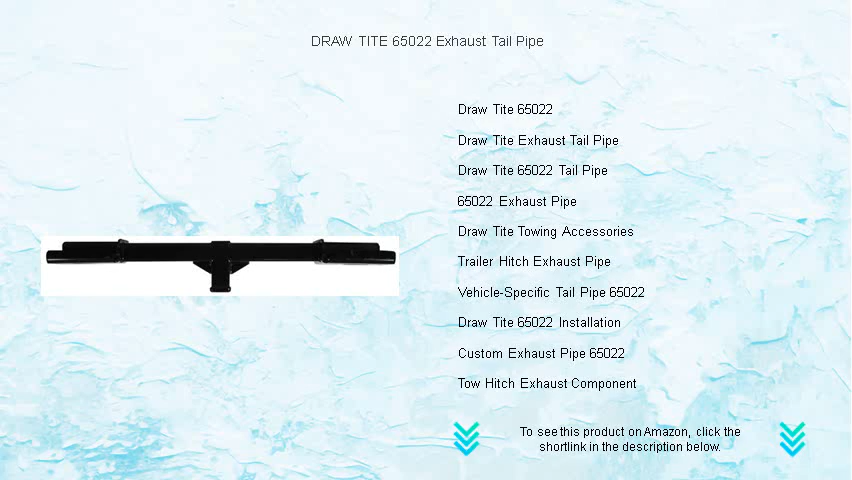 DRAW TITE 65022 Exhaust Tail Pipe
Draw Tite 65022
Draw Tite Exhaust Tail Pipe
Draw Tite 65022 Tail Pipe
65022 Exhaust Pipe
Draw Tite Towing Accessories
Trailer Hitch Exhaust Pipe
Vehicle-Specific Tail Pipe 65022
Draw Tite 65022 Installation
Custom Exhaust Pipe 65022
Tow Hitch Exhaust Component
To see this product on Amazon, click the
shortlink in the description below.